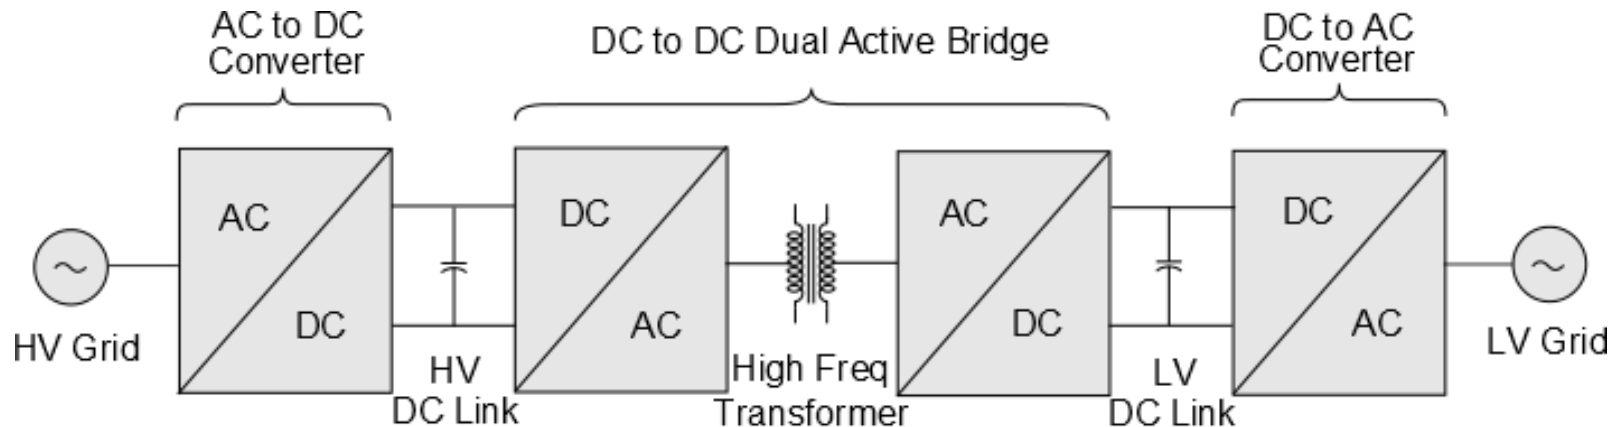 AC to DC
Converter
DC to DC Dual Active Bridge
DC to AC
Converter
AC
DC
DC
AC
AC
DC
DC
AC
HV Grid
HV
DC Link
High Freq
Transformer
LV
DC Link
LV Grid